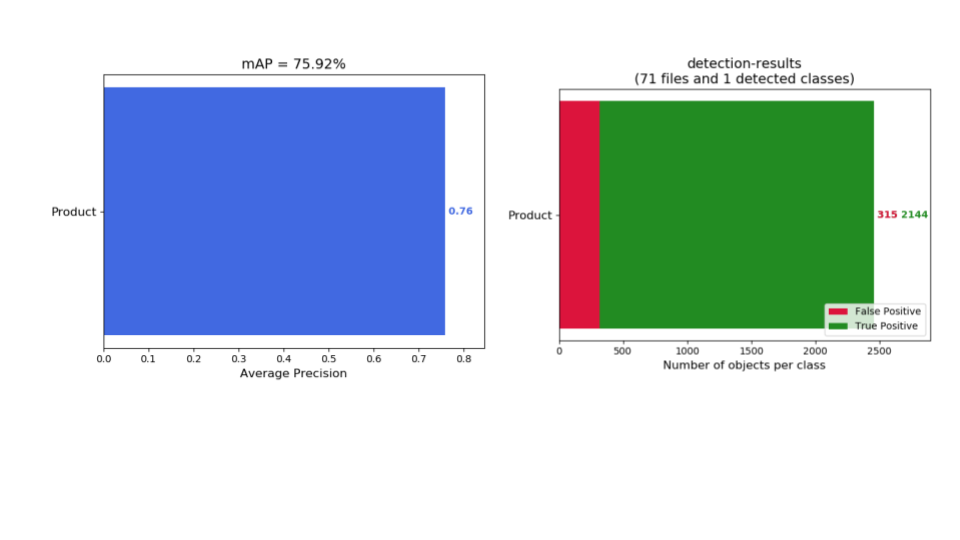 mAP = 75.92%
Product
0.76
0.0 0.1 0.2 0.3 0.4 0.5 0.6 0.7 0.8
Average Precision
detection-results
(71 files and 1 detected classes)
Product
315 2144
False Positive
True Positive
0 500 1000 1500 2000 2500
Number of objects per class